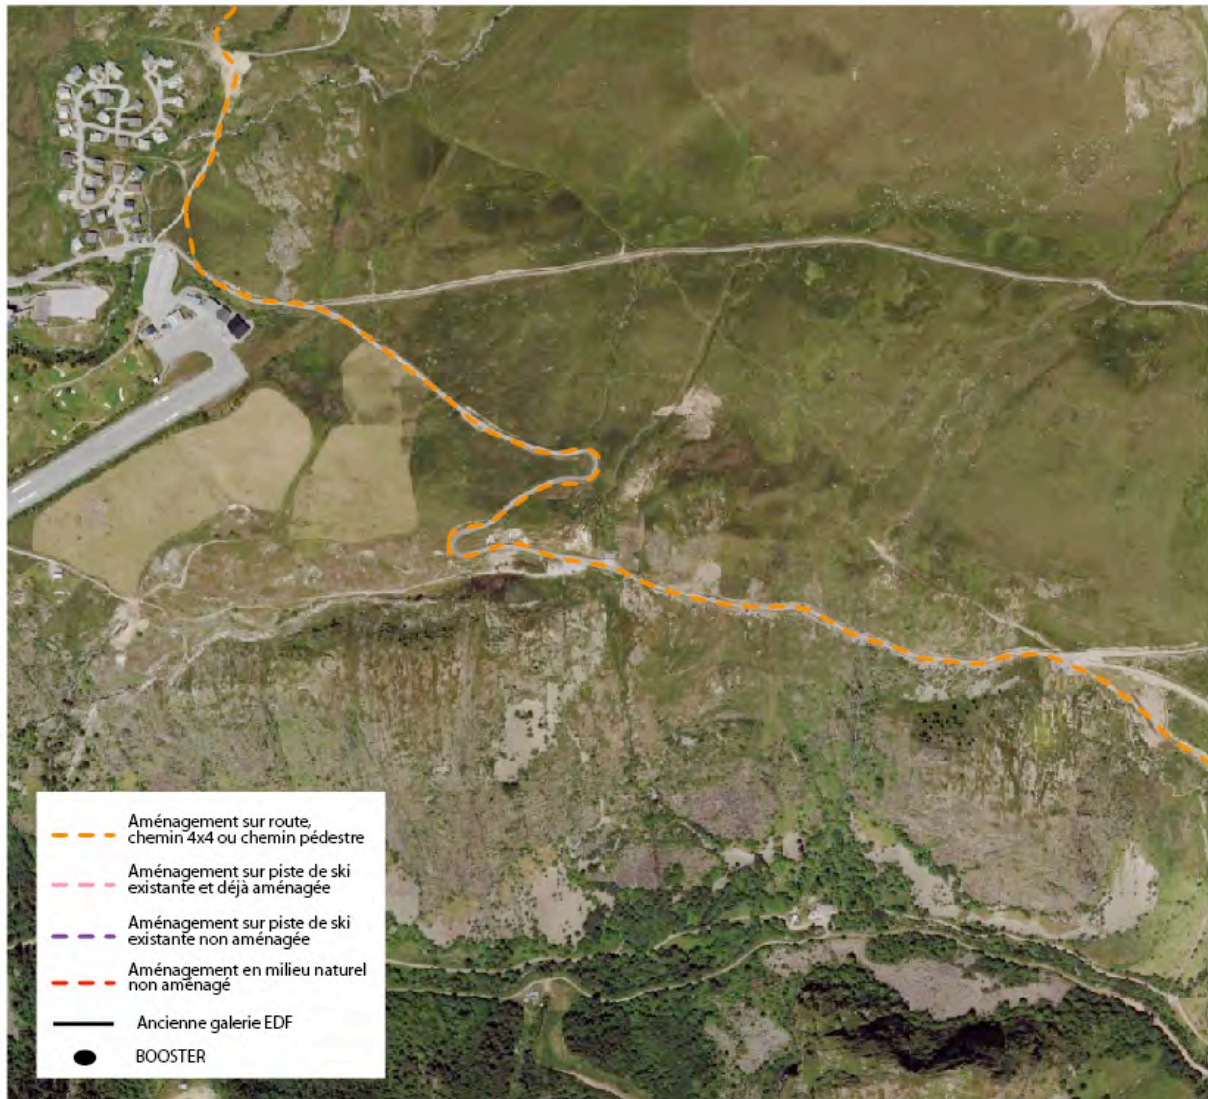 Aménagement sur route,
chemin 4x4 ou chemin pédestre
Aménagement sur piste de ski
existante et déjà aménagée
Aménagement sur piste de ski
existante non aménagée
Aménagement en milieu naturel
non aménagé
Ancienne galerie EDF
BOOSTER